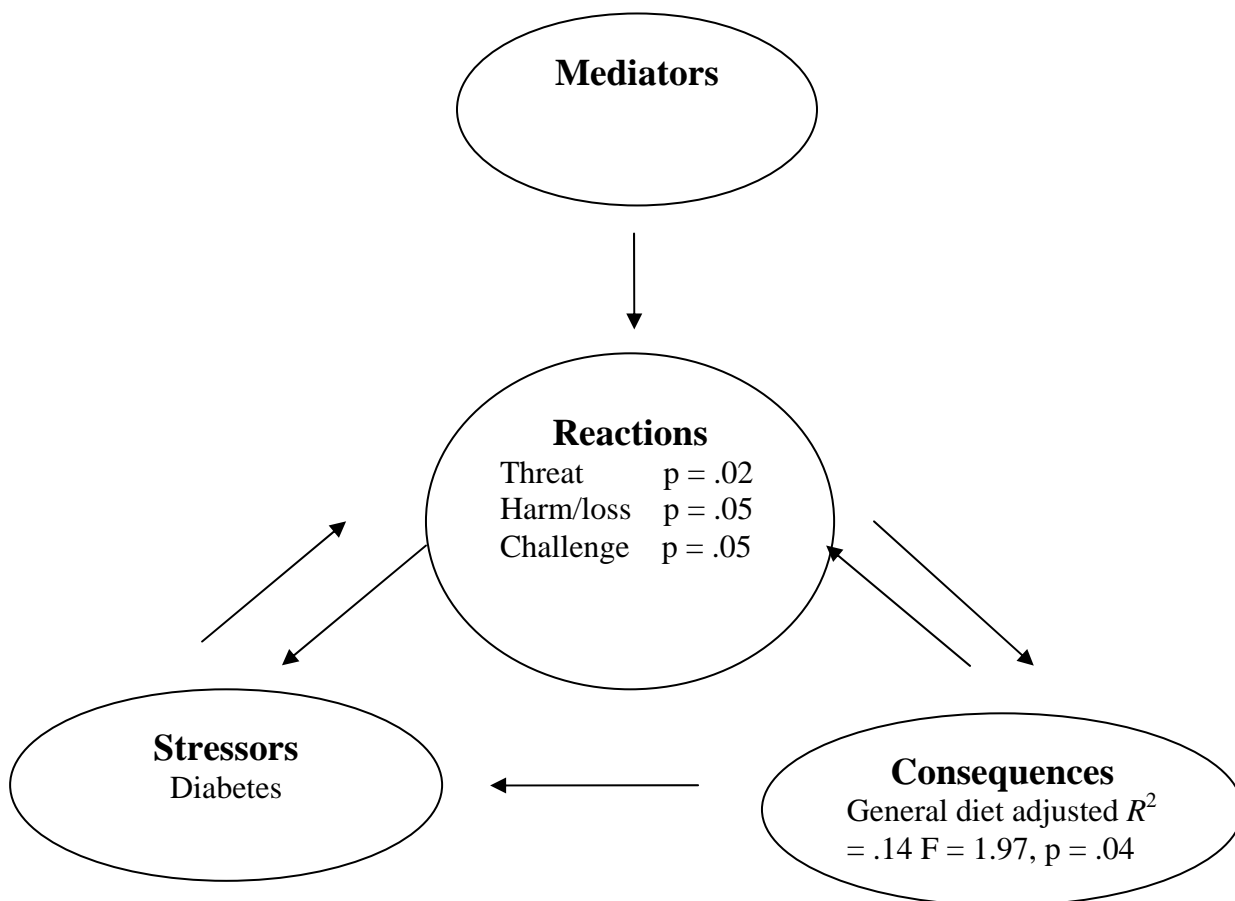 Mediators
Reactions
Threat p = .02
Harm/loss p = .05
Challenge p = .05
Stressors
Diabetes
Consequences
General diet adjusted R²
= .14 F = 1.97, p = .04